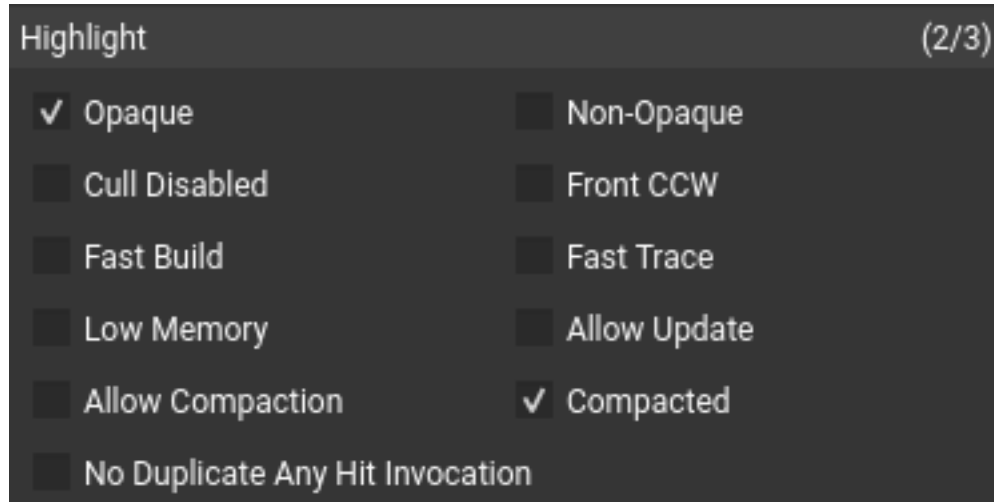 Highlight (2/3)
Opaque Non-Opaque
Cull Disabled Front CCW
Fast Build Fast Trace
Low Memory Allow Update
Allow Compaction Compacted
No Duplicate Any Hit Invocation